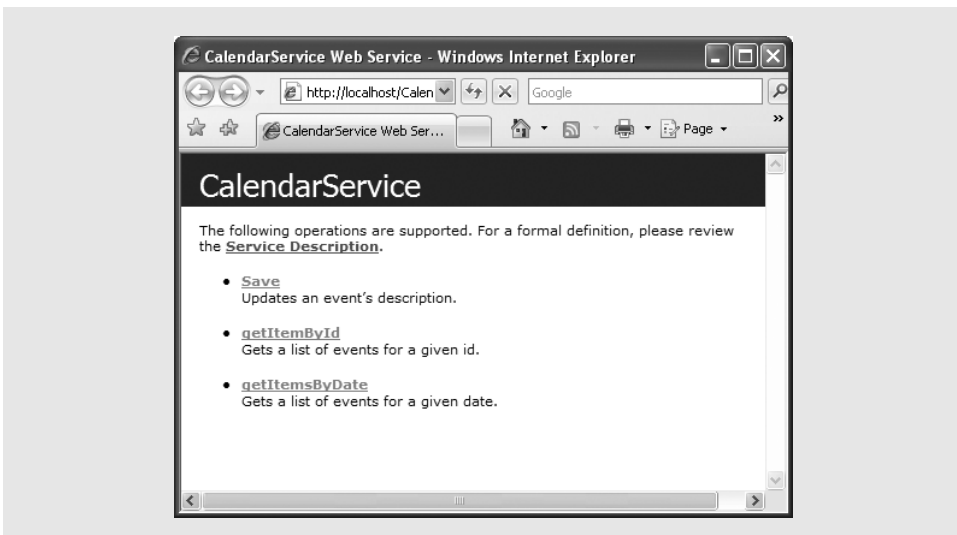 CalendarService Web Service - Windows Internet Explorer
http://localhost/Calen
Google
CalendarService Web Ser...
Page
»
CalendarService
The following operations are supported. For a formal definition, please review
the Service Description.
• Save
Updates an event’s description.
• getItemById
Gets a list of events for a given id.
• getItemsByDate
Gets a list of events for a given date.